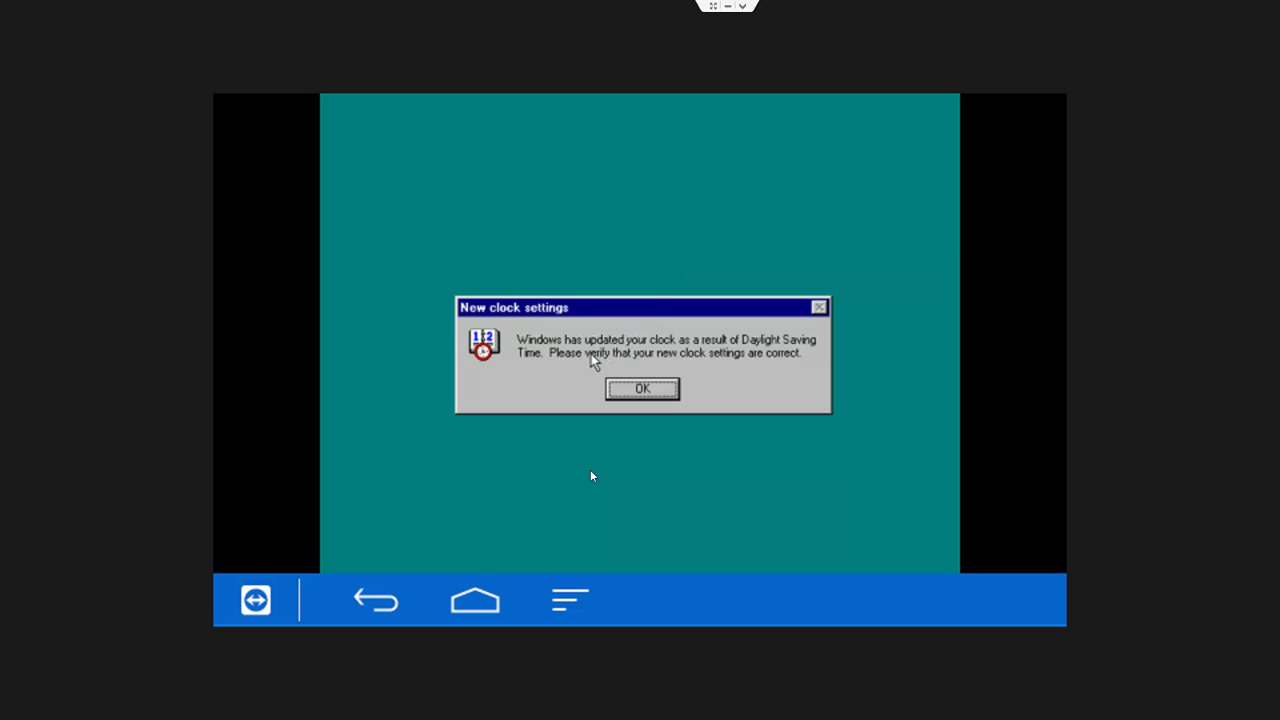 New clock settings
12
Windows has updated your clock as a result of Daylight Saving
Time. Please verify that your new clock settings are correct.
OK